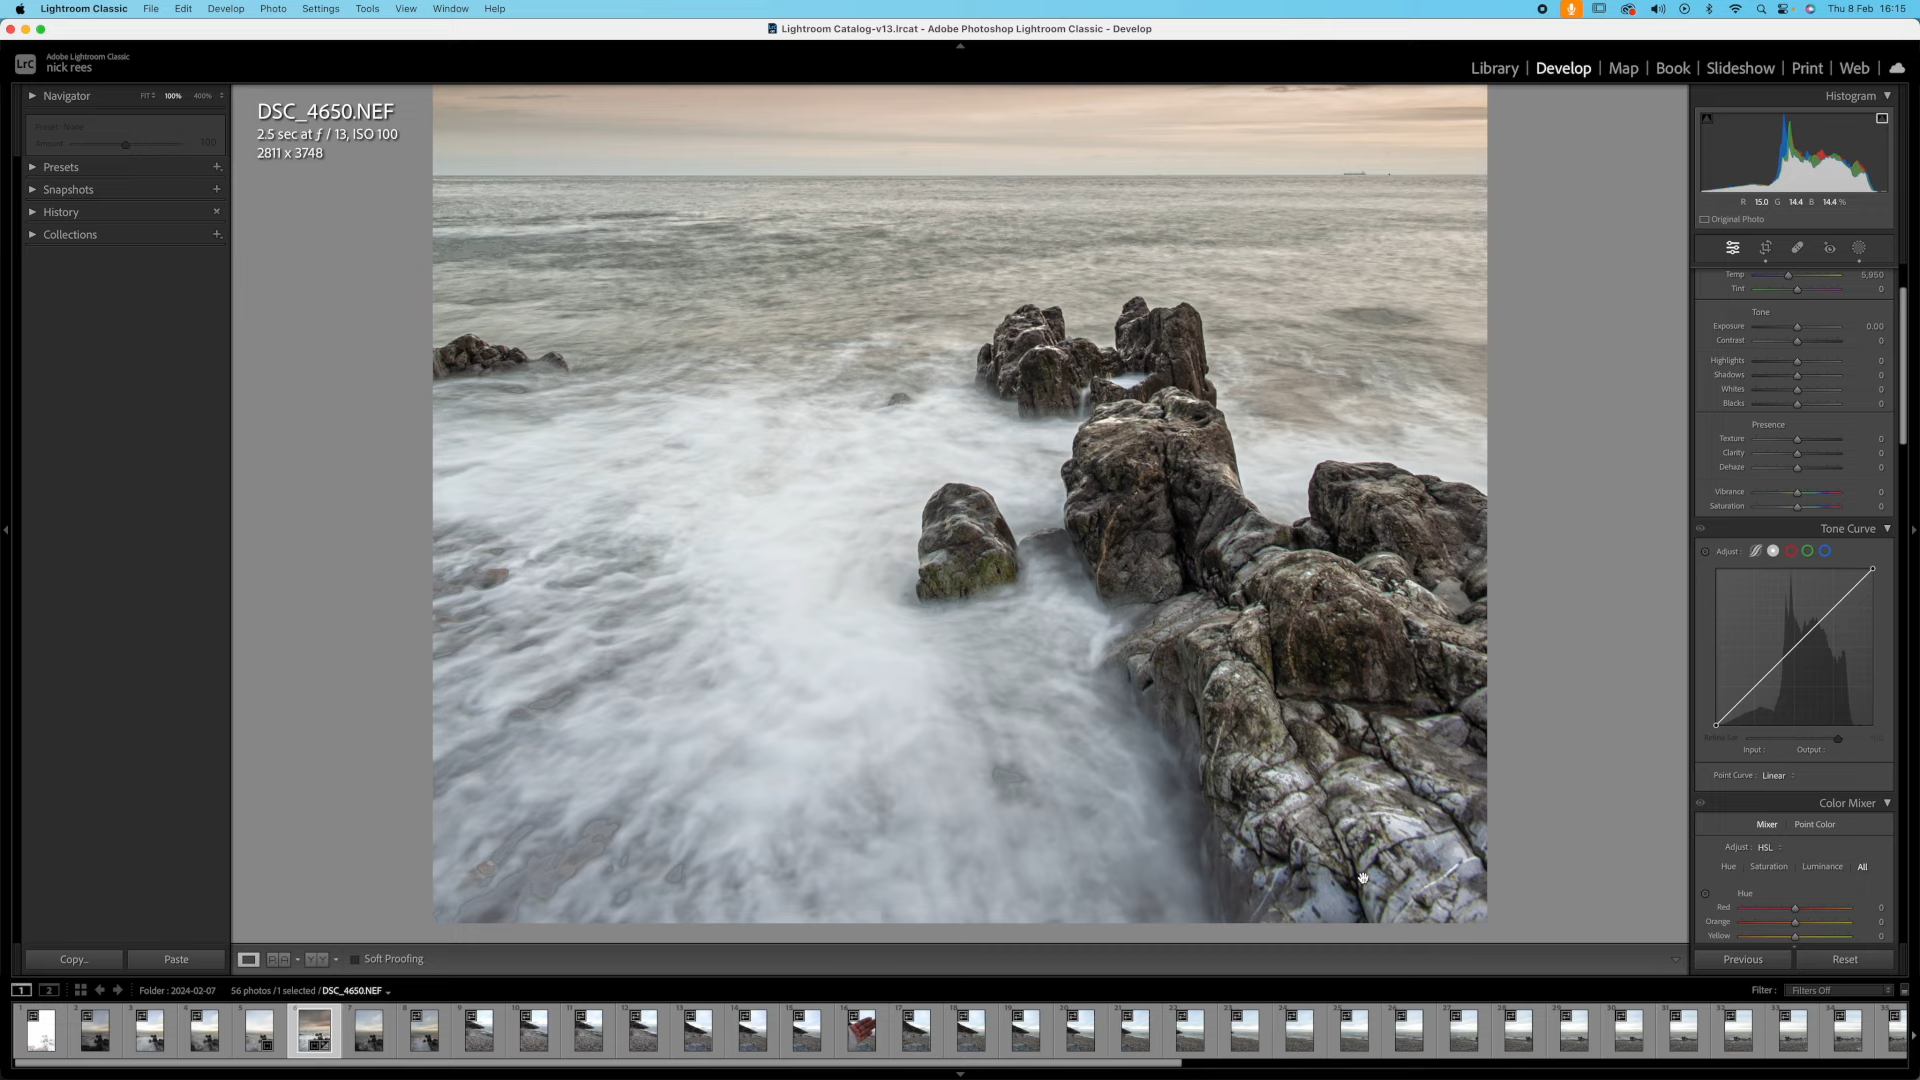 Lightroom Classic File Edit Develop Photo Settings Tools View Window Help Thu 8 Feb 16:15
Lightroom Catalog-v13.lrcat - Adobe Photoshop Lightroom Classic - Develop
LrC Adobe Lightroom Classic
nick rees
Library | Develop | Map | Book | Slideshow | Print | Web |
Navigator FIT 100% 400%
Preset: None
Amount 100
Presets
Snapshots
History
Collections
DSC_4650.NEF
2.5 sec at ƒ / 13, ISO 100
2811 x 3748
Histogram
R 15.0 G 14.4 B 14.4 %
Original Photo
Temp 5,950
Tint 0
Tone
Exposure 0.00
Contrast 0
Highlights 0
Shadows 0
Whites 0
Blacks 0
Presence
Texture 0
Clarity 0
Dehaze 0
Vibrance 0
Saturation 0
Tone Curve
Adjust :
Input : Output :
Point Curve : Linear
Color Mixer
Mixer Point Color
Adjust : HSL
Hue Saturation Luminance All
Hue
Red 0
Orange 0
Yellow 0
Copy... Paste
Soft Proofing
Previous Reset
1 2 Folder : 2024-02-07 56 photos /1 selected / DSC_4650.NEF
Filter : Filters Off